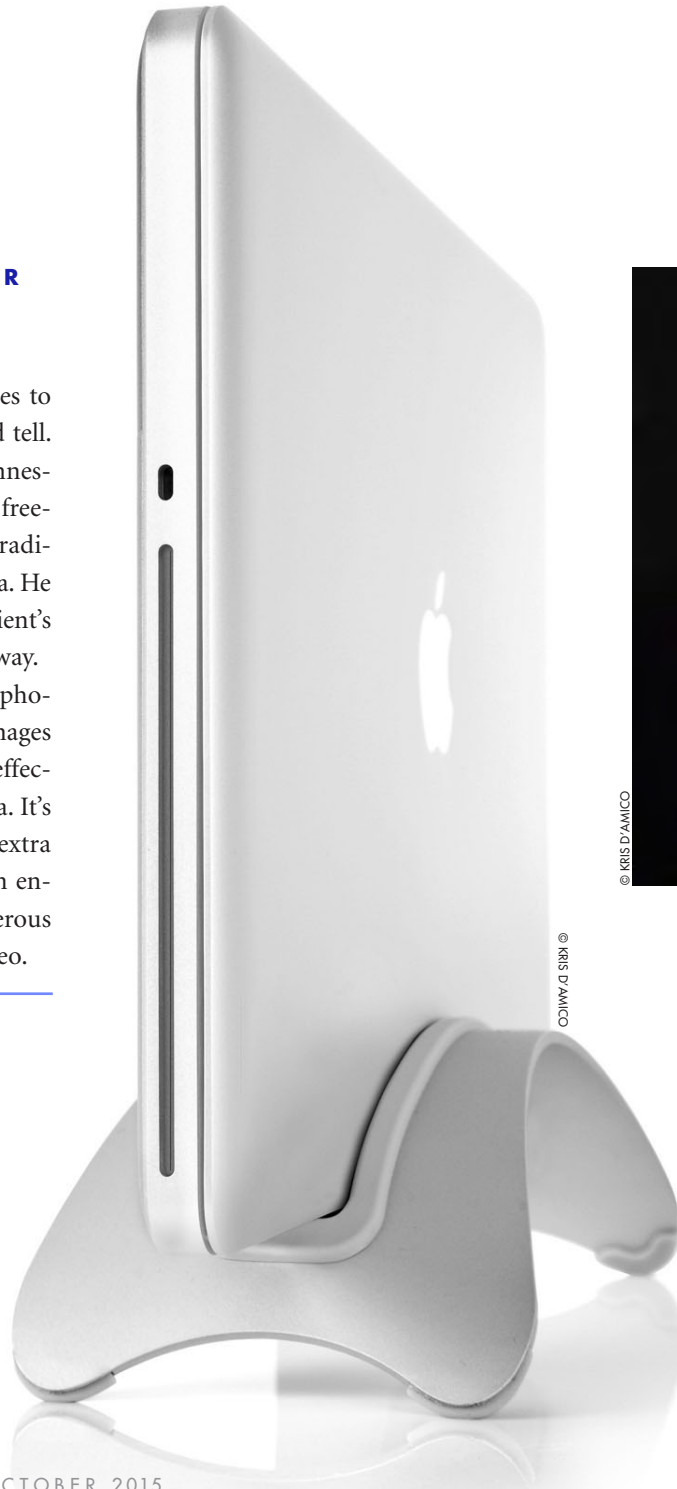 R
es to
d tell.
nnes-
free-
radi-
a. He
ient's
way.
pho-
nages
effec-
a. It's
extra
n en-
erous
eo.
© KRIS D'AMICO
© KRIS D'AMICO
CTOBER 2015